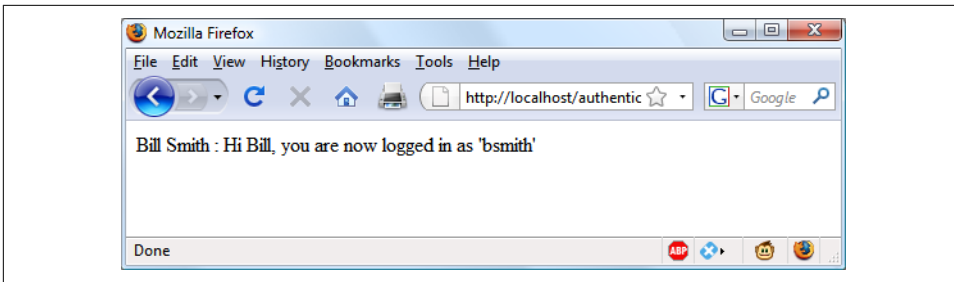 Mozilla Firefox
File Edit View History Bookmarks Tools Help
http://localhost/authentic G Google
Bill Smith : Hi Bill, you are now logged in as 'bsmith'
Done ABP